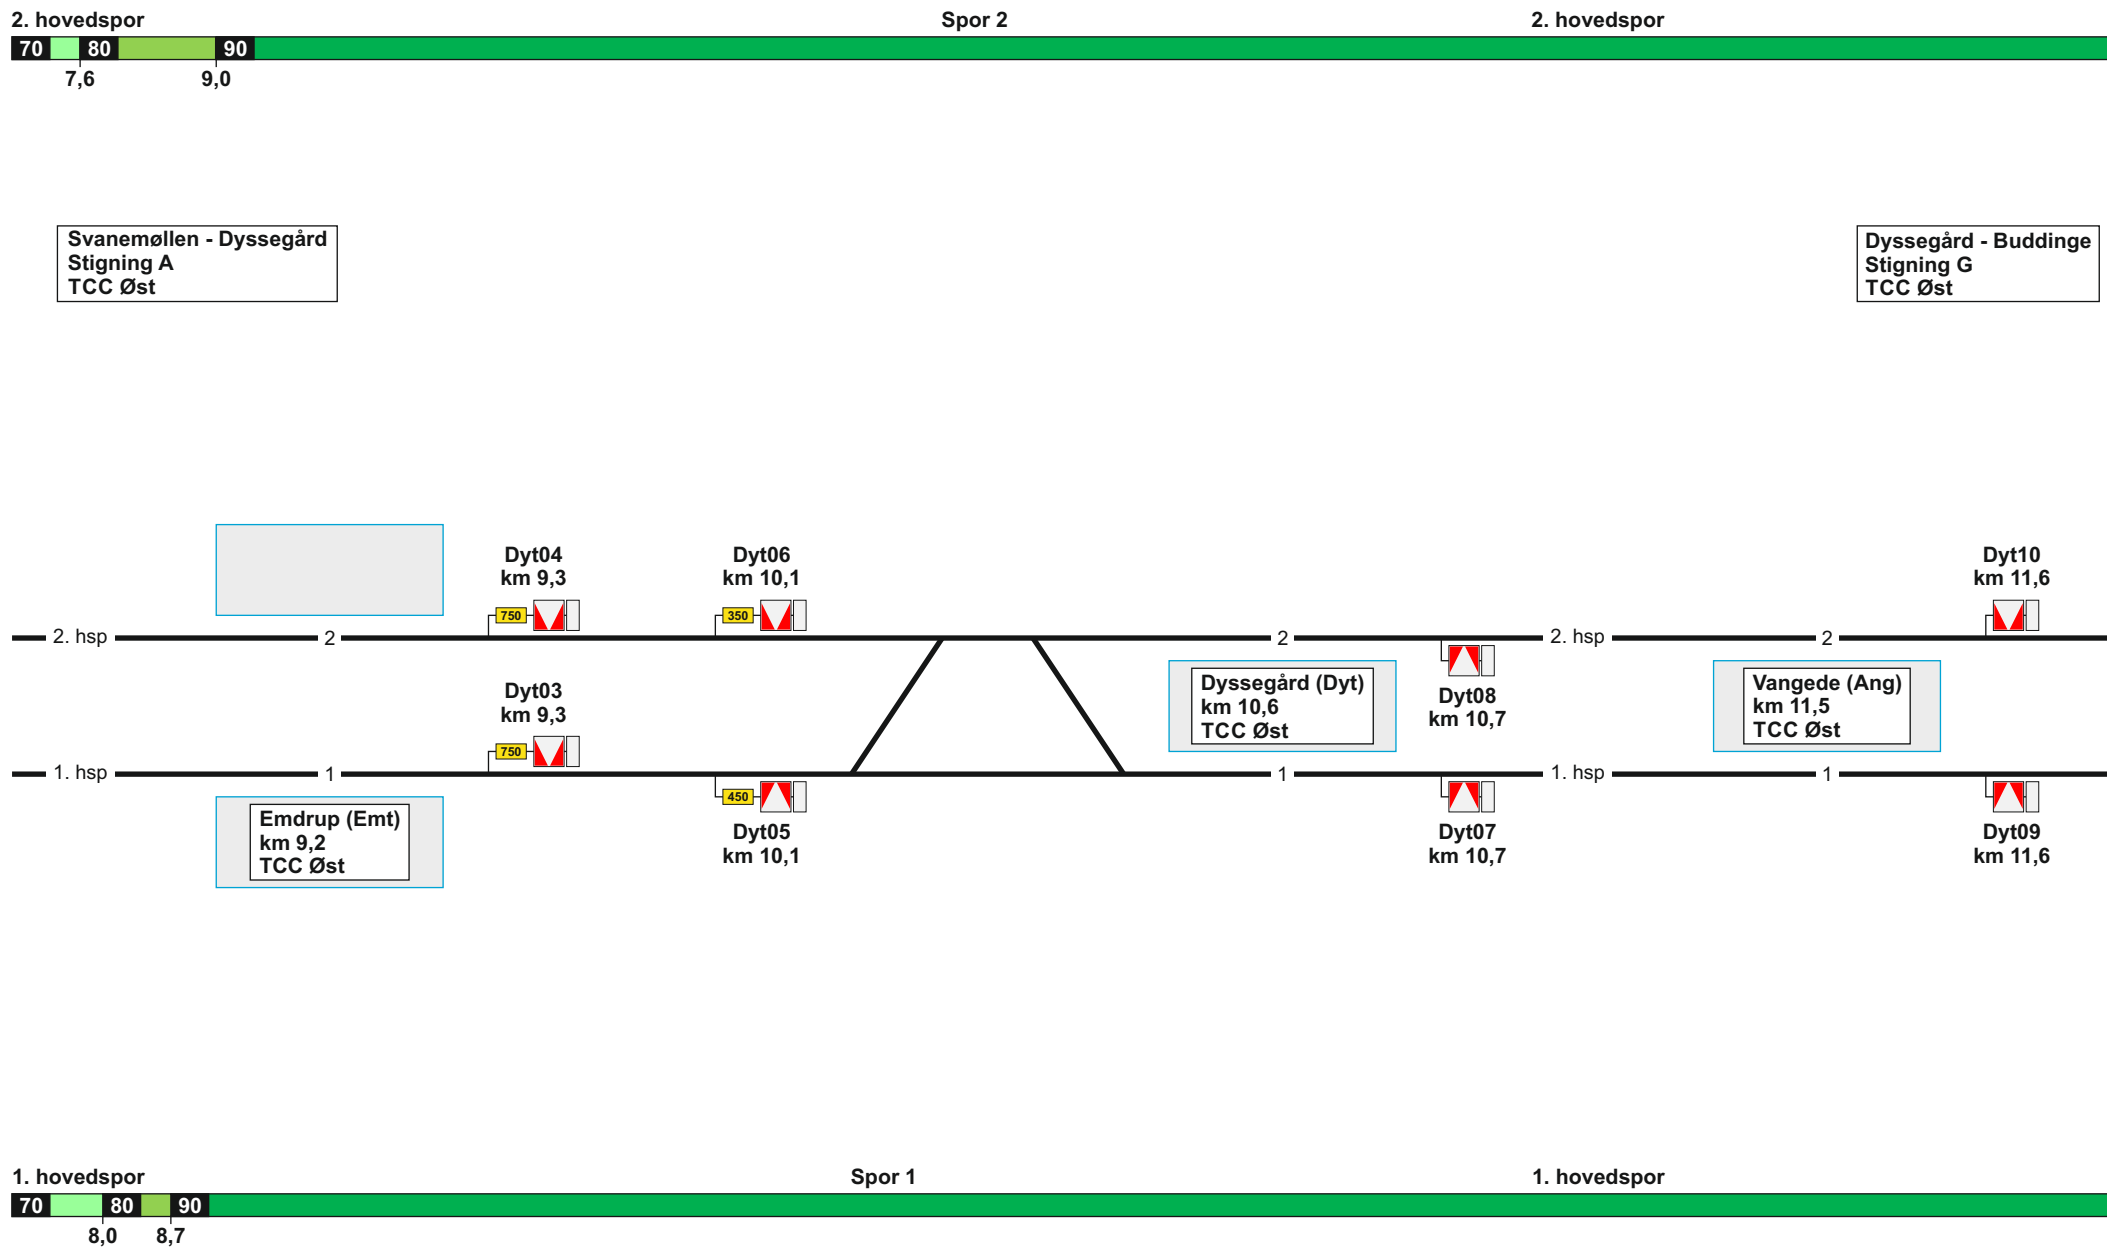 2. hovedspor
Spor 2
2. hovedspor
70
80
90
7,6
9,0
Svanemøllen - Dyssegård
Stigning A
TCC Øst
Dyssegård - Buddinge
Stigning G
TCC Øst
Dyt04
km 9,3
750
Dyt06
km 10,1
350
Dyt10
km 11,6
2. hsp
2
2
2. hsp
2
Dyssegård (Dyt)
km 10,6
TCC Øst
Dyt08
km 10,7
Vangede (Ang)
km 11,5
TCC Øst
Dyt03
km 9,3
750
1. hsp
1
1
1. hsp
1
Emdrup (Emt)
km 9,2
TCC Øst
450
Dyt05
km 10,1
Dyt07
km 10,7
Dyt09
km 11,6
1. hovedspor
Spor 1
1. hovedspor
70
80
90
8,0
8,7